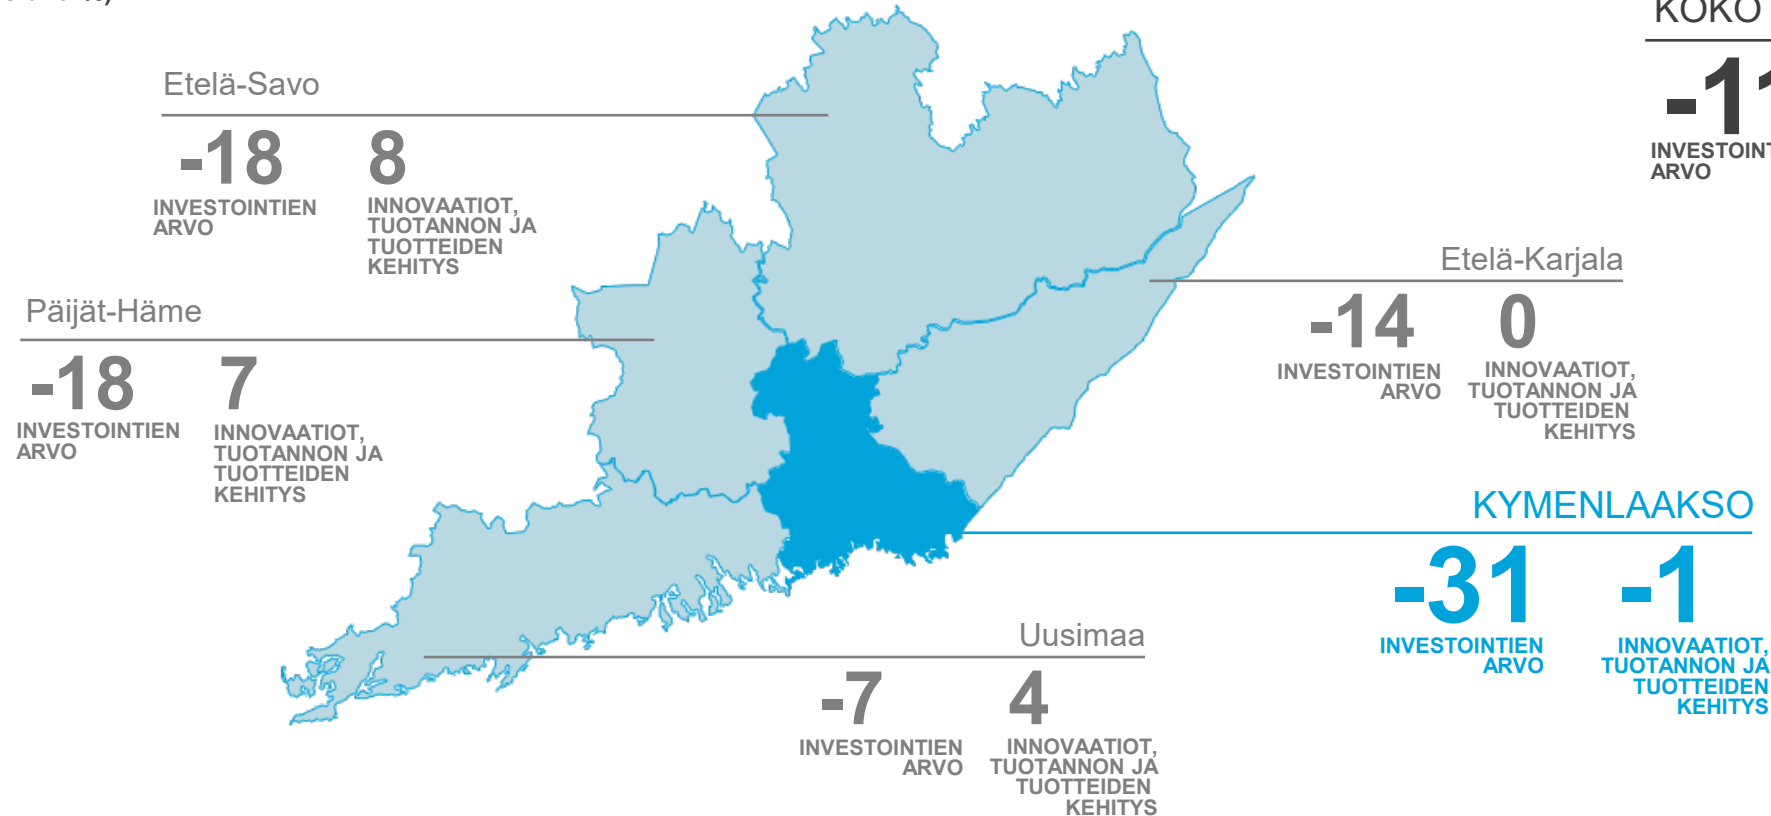 KOKO
Etelä-Savo
-18
INVESTOINTIEN
ARVO
8
INNOVAATIOT,
TUOTANNON JA
TUOTTEIDEN
KEHITYS
ARVO
Päijät-Häme
-18
INVESTOINTIEN
ARVO
7
INNOVAATIOT,
TUOTANNON JA
TUOTTEIDEN
KEHITYS
Etelä-Karjala
-14
INVESTOINTIEN
ARVO
0
INNOVAATIOT,
TUOTANNON JA
TUOTTEIDEN
KEHITYS
KYMENLAAKSO
-31
INVESTOINTIEN
ARVO
-1
INNOVAATIOT,
TUOTANNON JA
TUOTTEIDEN
KEHITYS
Uusimaa
-7
INVESTOINTIEN
ARVO
4
INNOVAATIOT,
TUOTANNON JA
TUOTTEIDEN
KEHITYS